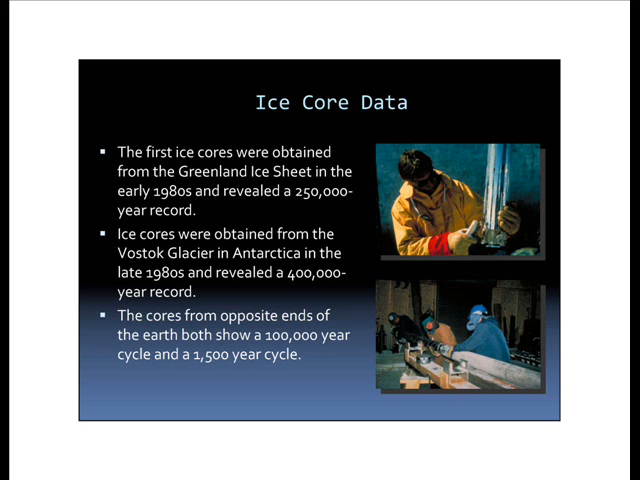 Ice Core Data
▪ The first ice cores were obtained
from the Greenland Ice Sheet in the
early 1980s and revealed a 250,000-
year record.
▪ Ice cores were obtained from the
Vostok Glacier in Antarctica in the
late 1980s and revealed a 400,000-
year record.
▪ The cores from opposite ends of
the earth both show a 100,000 year
cycle and a 1,500 year cycle.